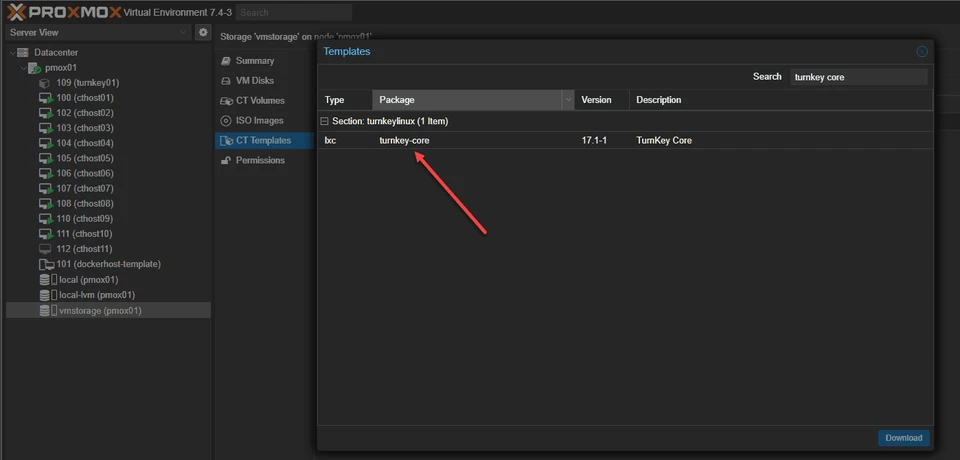 PROXMOX Virtual Environment 7.4-3 Search
Server View
Datacenter
pmox01
109 (turnkey01)
100 (cthost01)
102 (cthost02)
103 (cthost03)
104 (cthost04)
105 (cthost05)
106 (cthost06)
107 (cthost07)
108 (cthost08)
110 (cthost09)
111 (cthost10)
112 (cthost11)
101 (dockerhost-template)
local (pmox01)
local-lvm (pmox01)
vmstorage (pmox01)
Storage 'vmstorage' on node 'pmox01'
Summary
VM Disks
CT Volumes
ISO Images
CT Templates
Permissions
Templates
Search turnkey core
Type Package Version Description
Section: turnkeylinux (1 Item)
lxc turnkey-core 17.1-1 TurnKey Core
Download